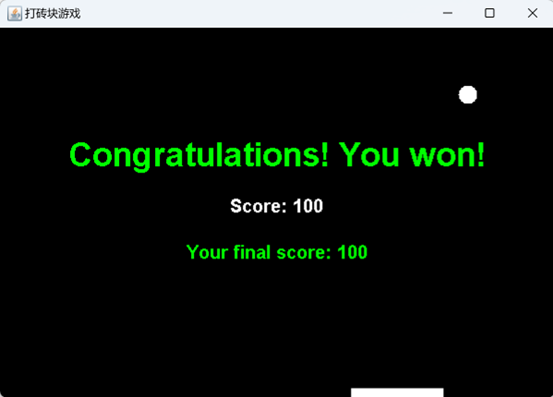 打砖块游戏
Congratulations! You won!
Score: 100
Your final score: 100